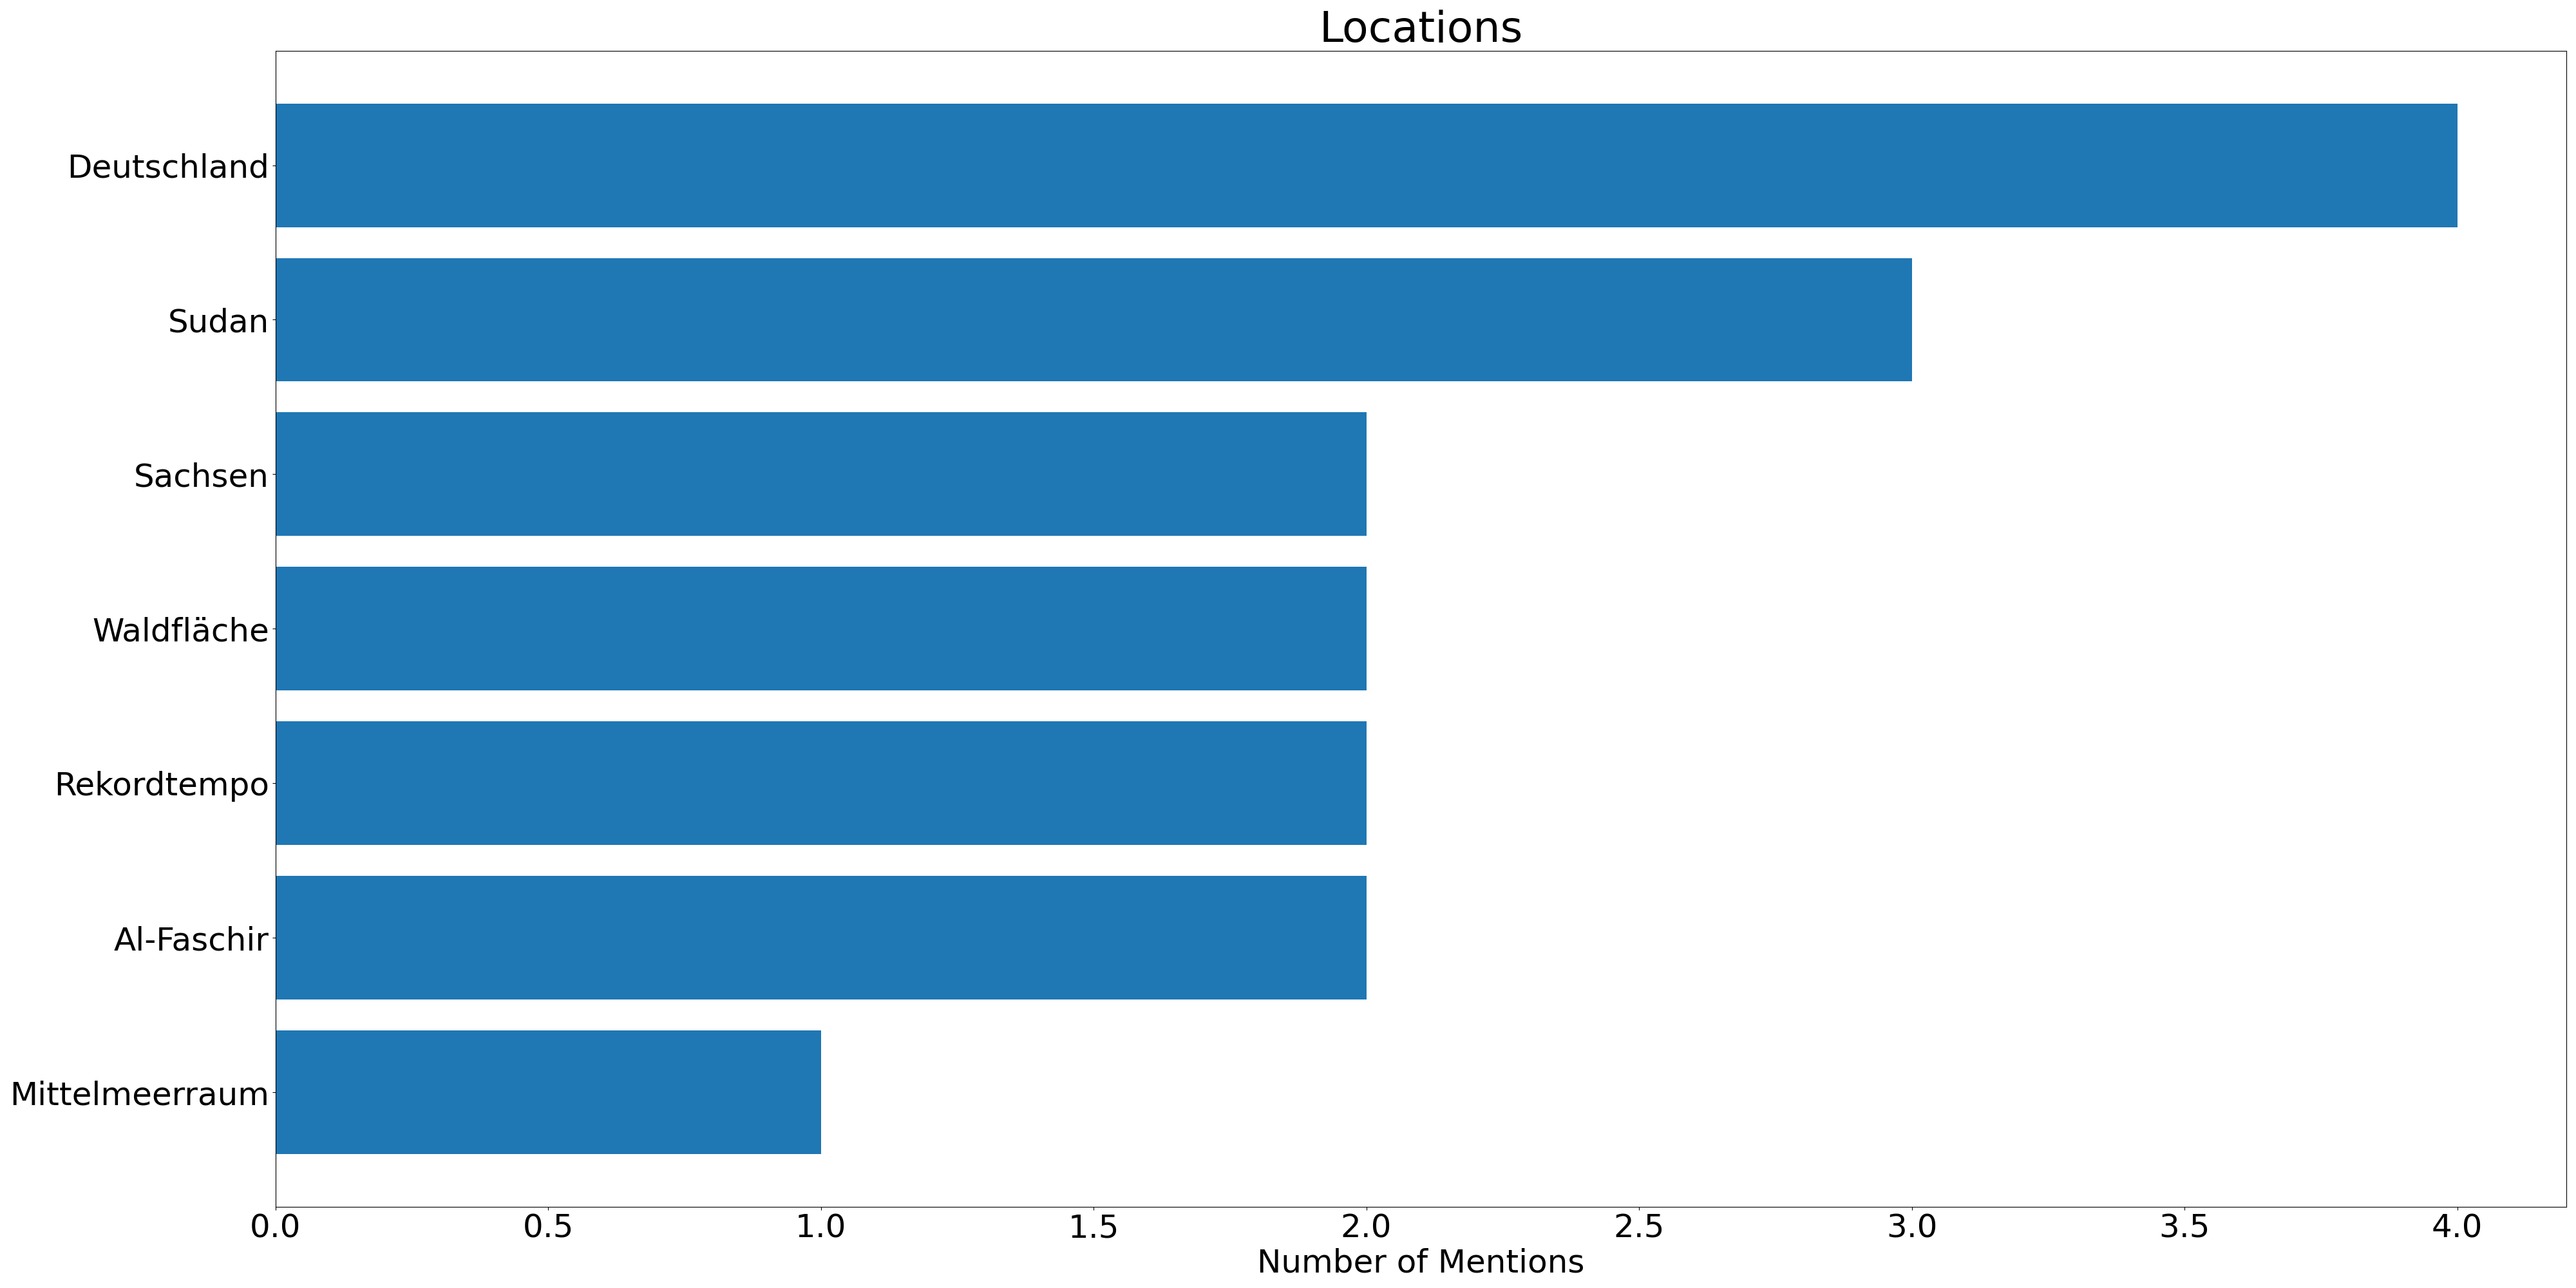 Locations
Deutschland
Sudan
Sachsen
Waldfläche
Rekordtempo
Al-Faschir
Mittelmeerraum
0.0 0.5 1.0 1.5 2.0 2.5 3.0 3.5 4.0
Number of Mentions